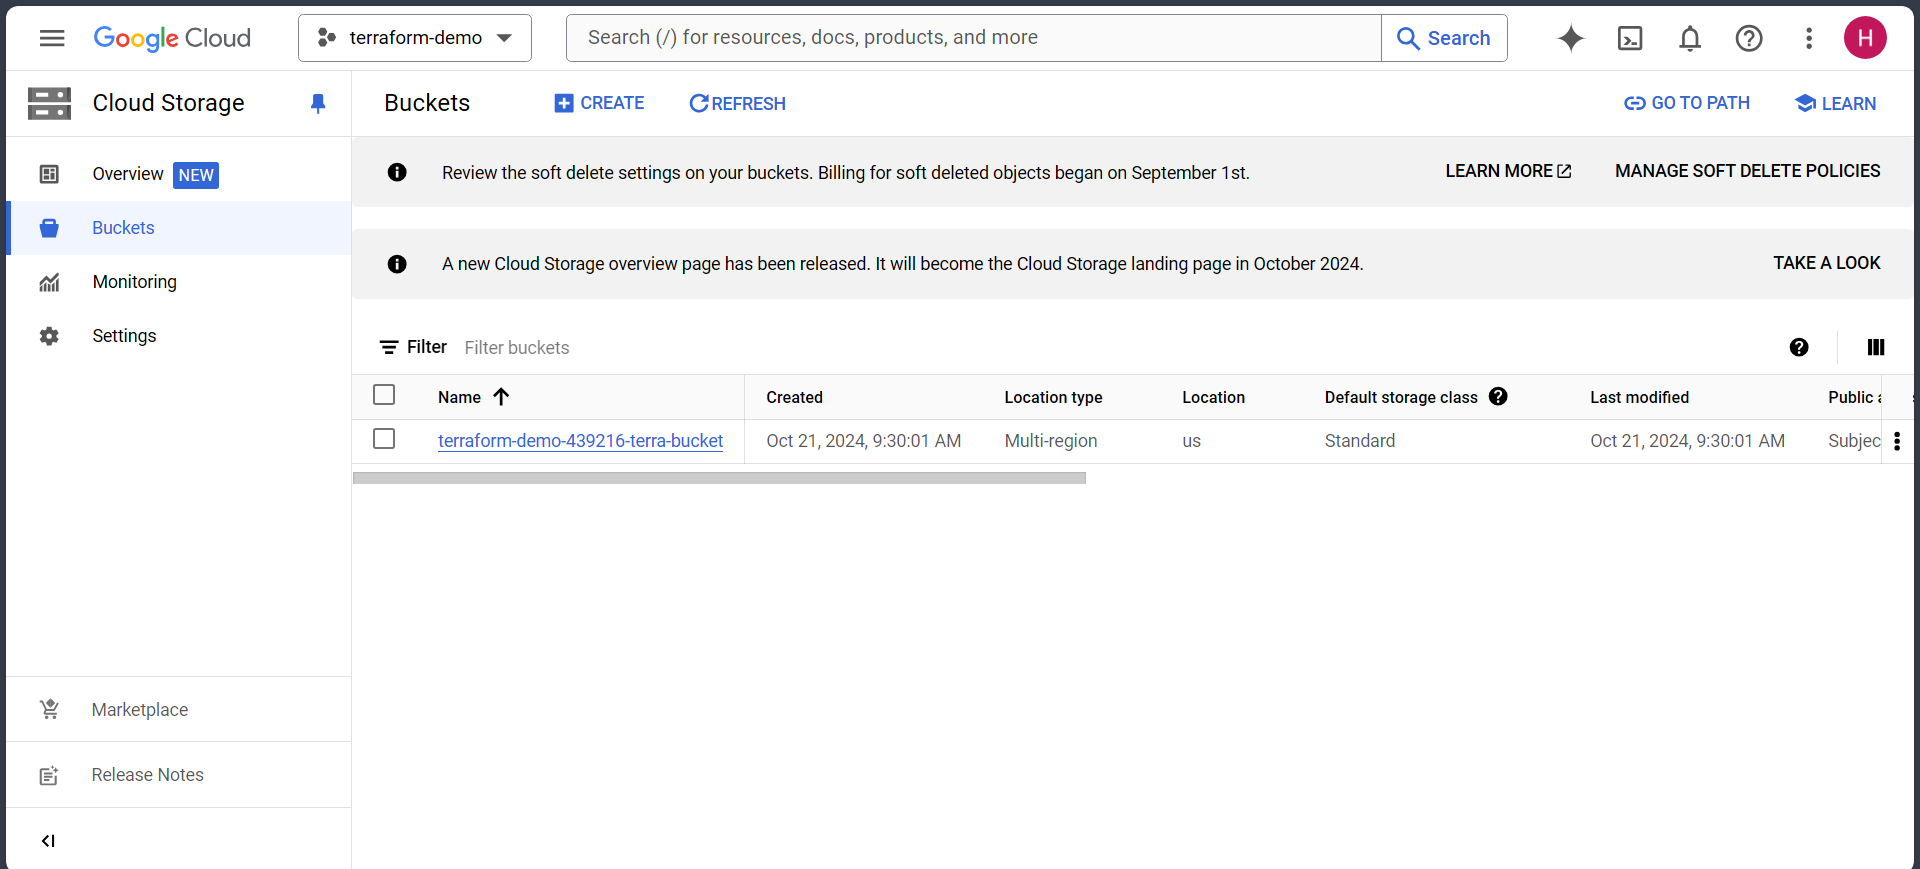 Google Cloud
terraform-demo
Search (/) for resources, docs, products, and more
Search
H
Cloud Storage
Buckets
CREATE
REFRESH
GO TO PATH
LEARN
Overview NEW
Buckets
Monitoring
Settings
Marketplace
Release Notes
Review the soft delete settings on your buckets. Billing for soft deleted objects began on September 1st.
LEARN MORE
MANAGE SOFT DELETE POLICIES
A new Cloud Storage overview page has been released. It will become the Cloud Storage landing page in October 2024.
TAKE A LOOK
Filter Filter buckets
Name Created Location type Location Default storage class Last modified Public
terraform-demo-439216-terra-bucket Oct 21, 2024, 9:30:01 AM Multi-region us Standard Oct 21, 2024, 9:30:01 AM Subjec